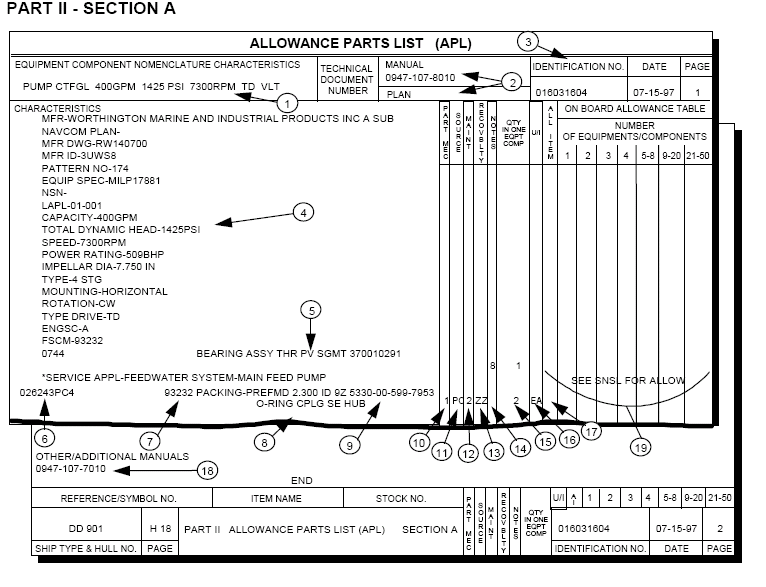 PART II - SECTION A
ALLOWANCE PARTS LIST (APL)
3
EQUIPMENT COMPONENT NOMENCLATURE CHARACTERISTICS
PUMP CTFGL 400GPM 1425 PSI 7300RPM TD VLT
1
TECHNICAL DOCUMENT NUMBER
MANUAL
0947-107-8010
PLAN
2
IDENTIFICATION NO.
DATE
PAGE
016031604
07-15-97
1
CHARACTERISTICS
MFR-WORTHINGTON MARINE AND INDUSTRIAL PRODUCTS INC A SUB
NAVCOM PLAN-
MFR DWG-RW140700
MFR ID-3UWS8
PATTERN NO-174
EQUIP SPEC-MILP17881
NSN-
LAPL-01-001
CAPACITY-400GPM
TOTAL DYNAMIC HEAD-1425PSI
4
SPEED-7300RPM
POWER RATING-509BHP
IMPELLAR DIA-7.750 IN
TYPE-4 STG
MOUNTING-HORIZONTAL
ROTATION-CW
TYPE DRIVE-TD
ENGSC-A
FSCM-93232
5
0744 BEARING ASSY THR PV SGMT 370010291
*SERVICE APPL-FEEDWATER SYSTEM-MAIN FEED PUMP
026243PC4 93232 PACKING-PREFMD 2.300 ID 9Z 5330-00-599-7953
O-RING CPLG SE HUB
PART MEC
SOURCE
MAINT
RECOVBLTY
NOTES
QTY IN ONE EQPT COMP
U/I
ALL ITEM
ON BOARD ALLOWANCE TABLE
NUMBER
OF EQUIPMENTS/COMPONENTS
1 2 3 4 5-8 9-20 21-50
8 1
SEE SNSL FOR ALLOW
1 PC 2 ZZ 2 EA
6 7 8 9 10 11 12 13 14 15 16 17 19
OTHER/ADDITIONAL MANUALS
0947-107-7010
18
END
REFERENCE/SYMBOL NO. ITEM NAME STOCK NO.
PART MEC
SOURCE
MAINT
RECOVBLTY
NOTES
QTY IN ONE EQPT COMP
U/I A I 1 2 3 4 5-8 9-20 21-50
DD 901 H 18 PART II ALLOWANCE PARTS LIST (APL) SECTION A
016031604 07-15-97 2
SHIP TYPE & HULL NO. PAGE
IDENTIFICATION NO. DATE PAGE